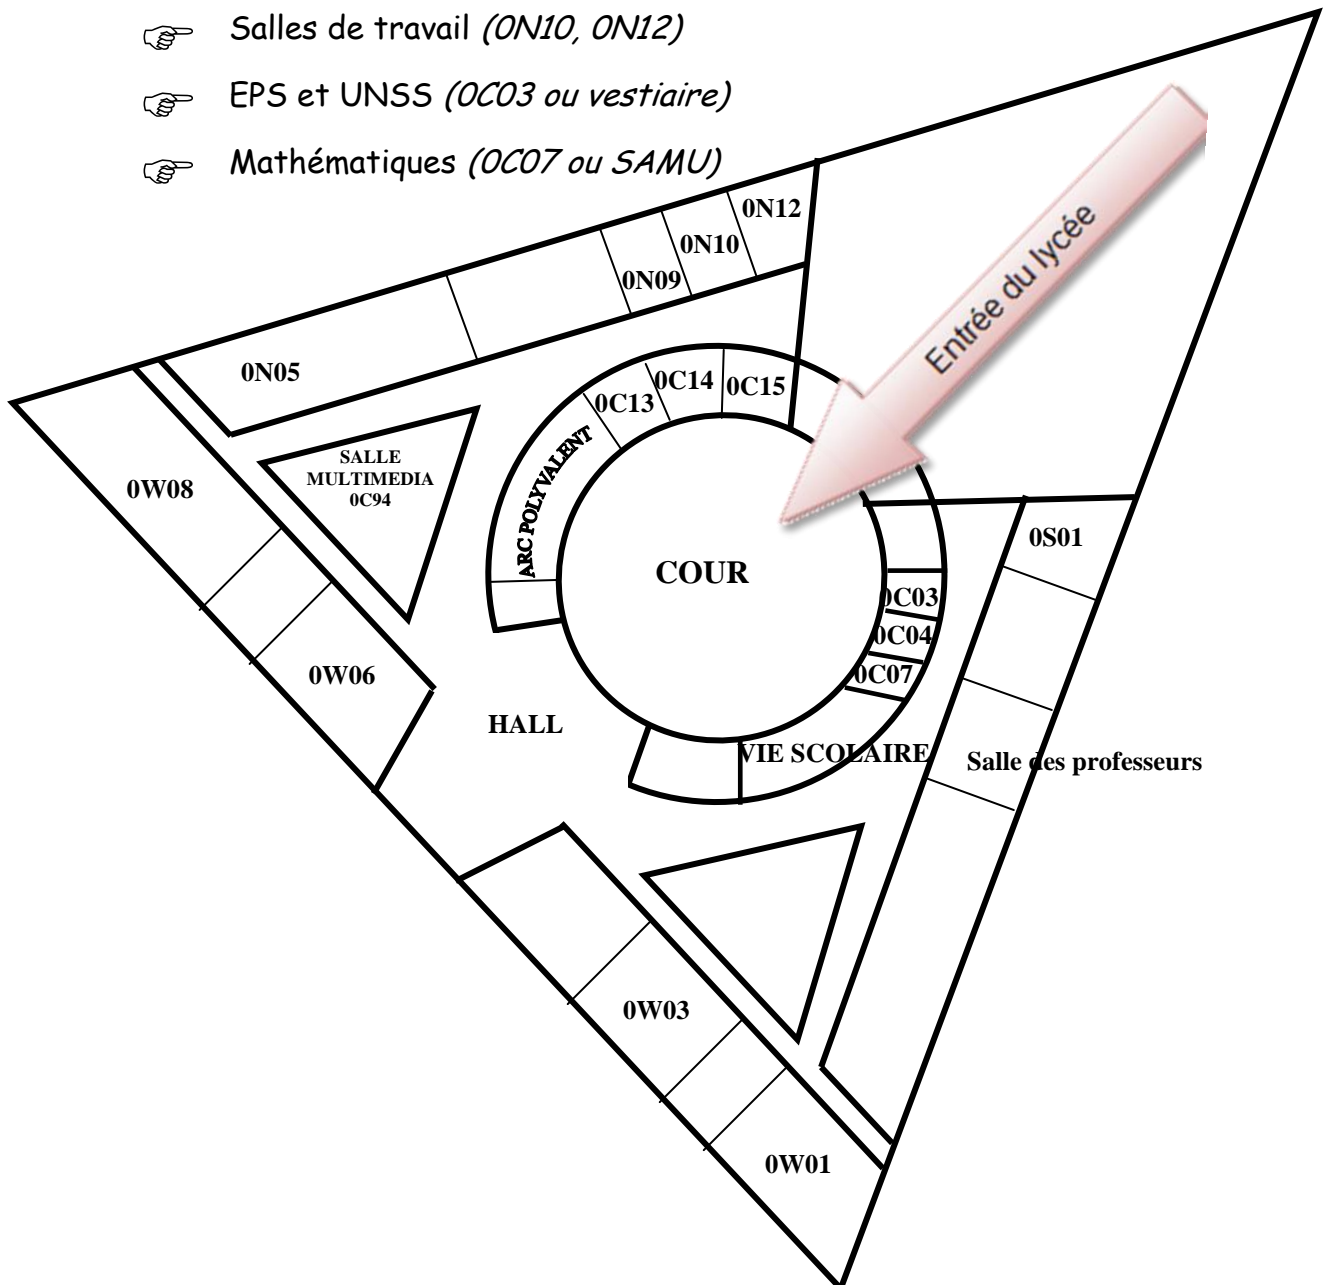 Salles de travail (0N10, 0N12)
EPS et UNSS (0C03 ou vestiaire)
Mathématiques (0C07 ou SAMU)
0N12
0N10
0N09
Entrée du lycée
0N05
0C15
0C14
0C13
ARC POLYVALENT
SALLE
MULTIMEDIA
0C94
0W08
0S01
COUR
0C03
0C04
0C07
0W06
HALL
VIE SCOLAIRE
Salle des professeurs
0W03
0W01